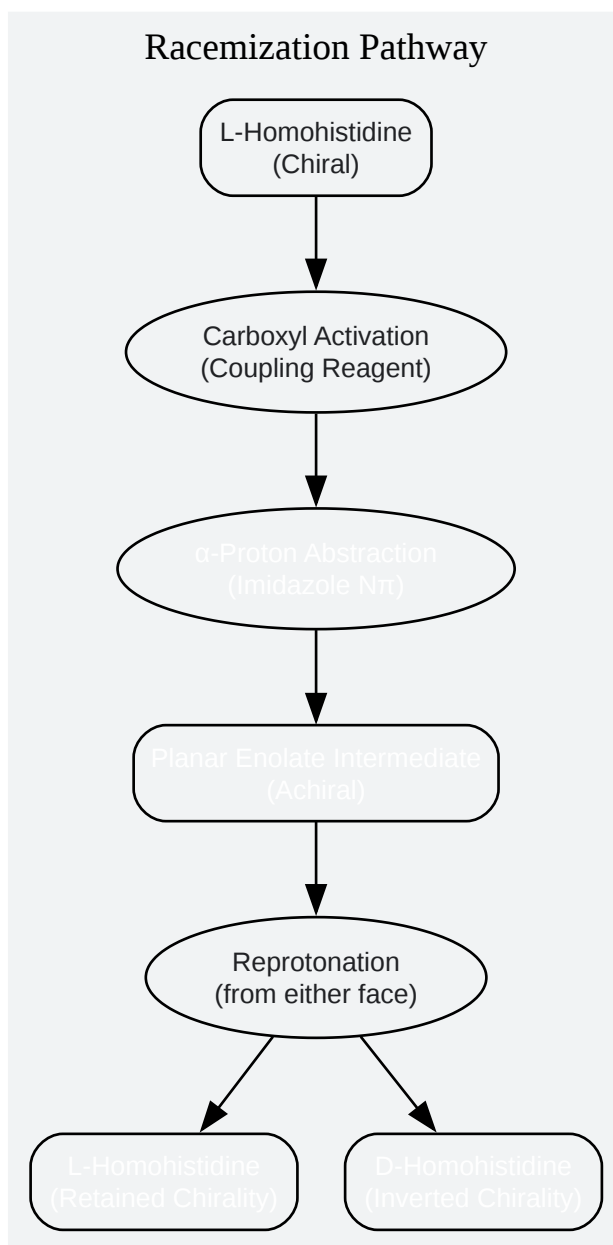 Racemization Pathway
L-Homohistidine
(Chiral)
Carboxyl Activation
(Coupling Reagent)
α-Proton Abstraction
(Imidazole Nπ)
Planar Enolate Intermediate
(Achiral)
Reprotonation
(from either face)
L-Homohistidine
(Retained Chirality)
D-Homohistidine
(Inverted Chirality)